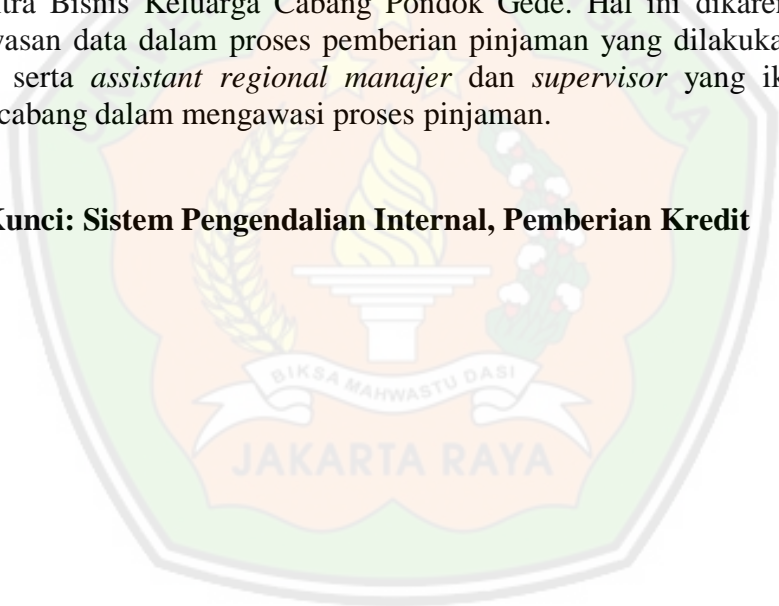 itra Bisnis Keluarga Cabang Pondok Gede. Hal ini dikaren
wasan data dalam proses pemberian pinjaman yang dilakuka
serta assistant regional manajer dan supervisor yang ik
cabang dalam mengawasi proses pinjaman.
Kunci: Sistem Pengendalian Internal, Pemberian Kredit
BIKSA MAHWASTU DASI
JAKARTA RAYA